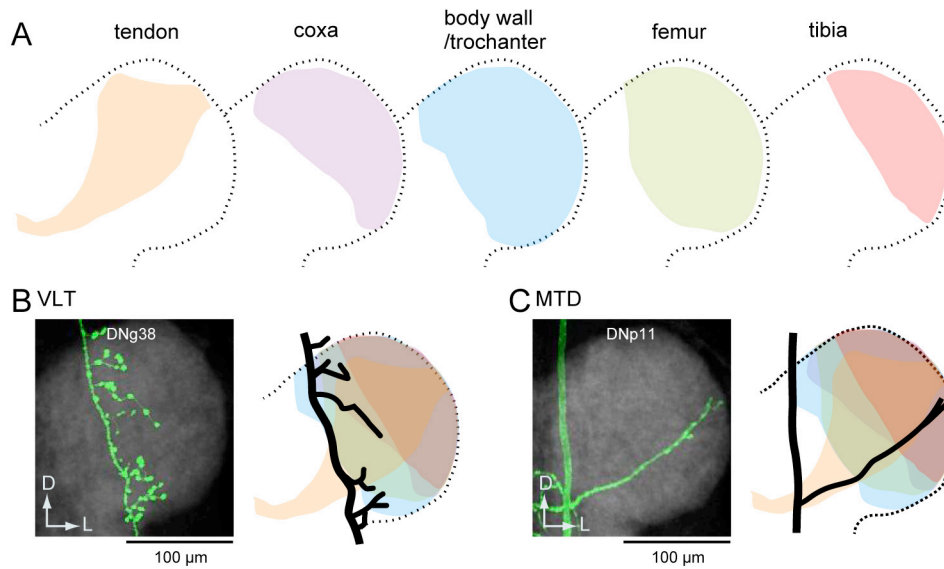 A
tendon
coxa
body wall
/trochanter
femur
tibia
B VLT
DNg38
D
L
100 µm
C MTD
DNp11
D
L
100 µm